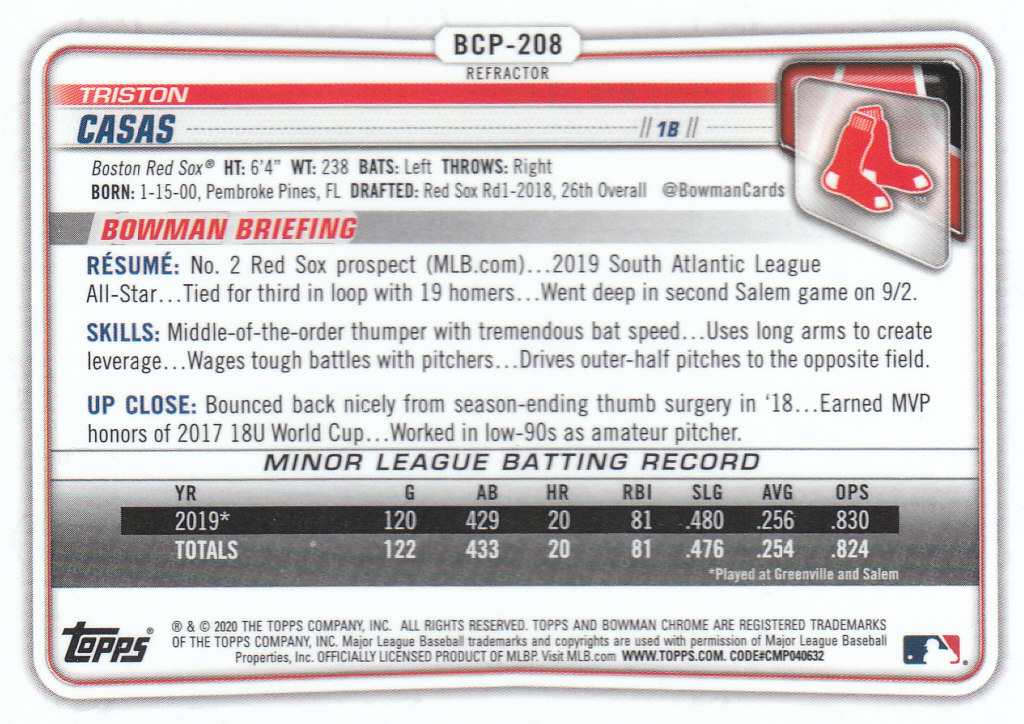 BCP-208
REFRACTOR
TRISTON
CASAS // 1B //
Boston Red Sox® HT: 6'4" WT: 238 BATS: Left THROWS: Right
BORN: 1-15-00, Pembroke Pines, FL DRAFTED: Red Sox Rd1-2018, 26th Overall @BowmanCards
TM
BOWMAN BRIEFING
RÉSUMÉ: No. 2 Red Sox prospect (MLB.com)...2019 South Atlantic League
All-Star...Tied for third in loop with 19 homers...Went deep in second Salem game on 9/2.
SKILLS: Middle-of-the-order thumper with tremendous bat speed...Uses long arms to create
leverage...Wages tough battles with pitchers...Drives outer-half pitches to the opposite field.
UP CLOSE: Bounced back nicely from season-ending thumb surgery in '18...Earned MVP
honors of 2017 18U World Cup...Worked in low-90s as amateur pitcher.
MINOR LEAGUE BATTING RECORD
YR G AB HR RBI SLG AVG OPS
2019* 120 429 20 81 .480 .256 .830
TOTALS 122 433 20 81 .476 .254 .824
*Played at Greenville and Salem
TOPPS®
® & © 2020 THE TOPPS COMPANY, INC. ALL RIGHTS RESERVED. TOPPS AND BOWMAN CHROME ARE REGISTERED TRADEMARKS
OF THE TOPPS COMPANY, INC. Major League Baseball trademarks and copyrights are used with permission of Major League Baseball
Properties, Inc. OFFICIALLY LICENSED PRODUCT OF MLBP. Visit MLB.com WWW.TOPPS.COM. CODE#CMP040632
®